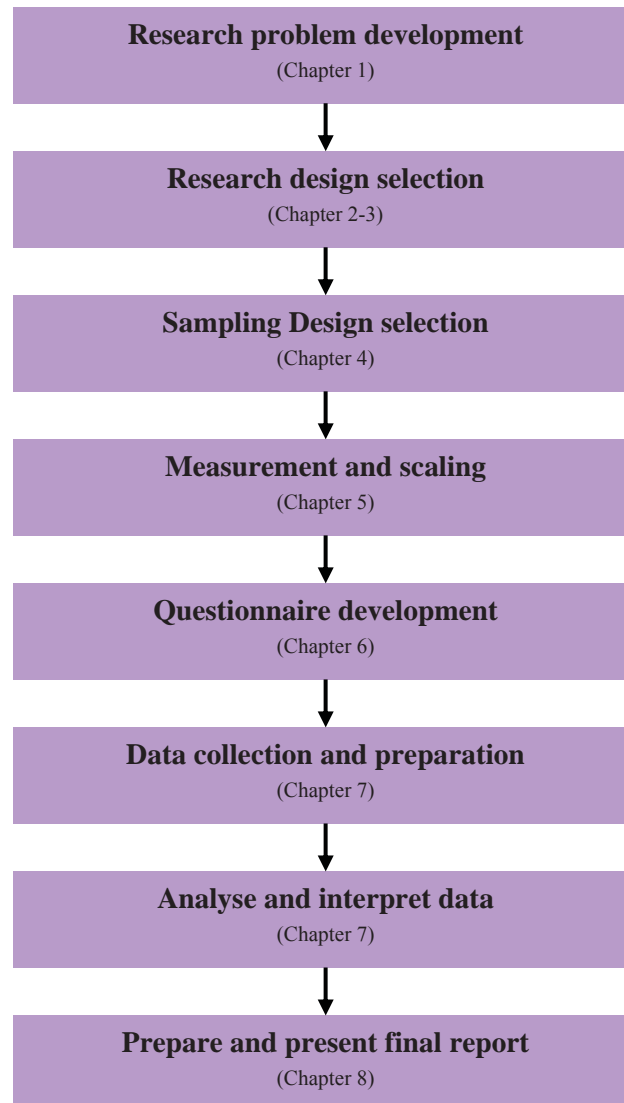 Research problem development
(Chapter 1)
Research design selection
(Chapter 2-3)
Sampling Design selection
(Chapter 4)
Measurement and scaling
(Chapter 5)
Questionnaire development
(Chapter 6)
Data collection and preparation
(Chapter 7)
Analyse and interpret data
(Chapter 7)
Prepare and present final report
(Chapter 8)